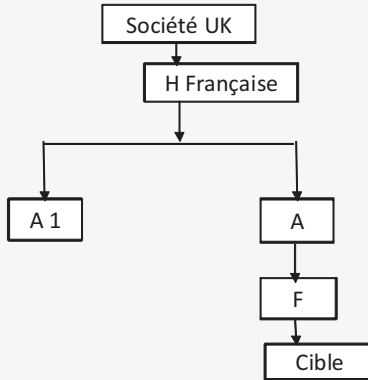 Société UK
H Française
A 1
A
F
Cible